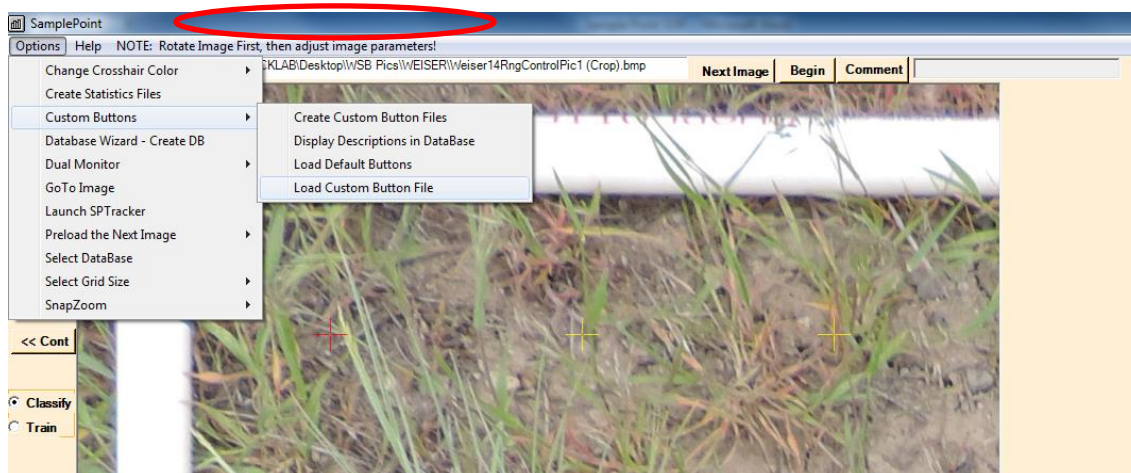 SamplePoint
Options Help NOTE: Rotate Image First, then adjust image parameters!
CKLAB\Desktop\WSB Pics\WEISER\Weiser14RngControlPic1 (Crop).bmp Next Image Begin Comment
Change Crosshair Color
Create Statistics Files
Custom Buttons
Database Wizard - Create DB
Dual Monitor
GoTo Image
Launch SPTracker
Preload the Next Image
Select DataBase
Select Grid Size
SnapZoom
Create Custom Button Files
Display Descriptions in DataBase
Load Default Buttons
Load Custom Button File
<< Cont
Classify
Train